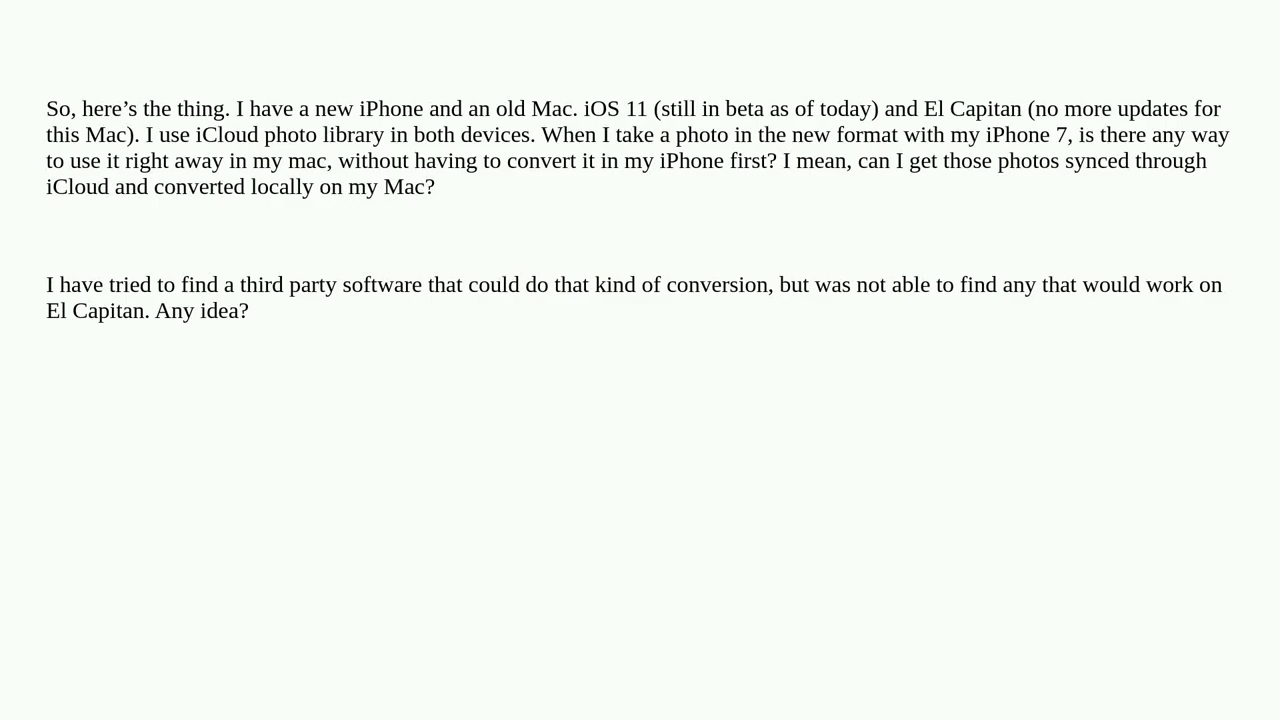 So, here’s the thing. I have a new iPhone and an old Mac. iOS 11 (still in beta as of today) and El Capitan (no more updates for
this Mac). I use iCloud photo library in both devices. When I take a photo in the new format with my iPhone 7, is there any way
to use it right away in my mac, without having to convert it in my iPhone first? I mean, can I get those photos synced through
iCloud and converted locally on my Mac?
I have tried to find a third party software that could do that kind of conversion, but was not able to find any that would work on
El Capitan. Any idea?